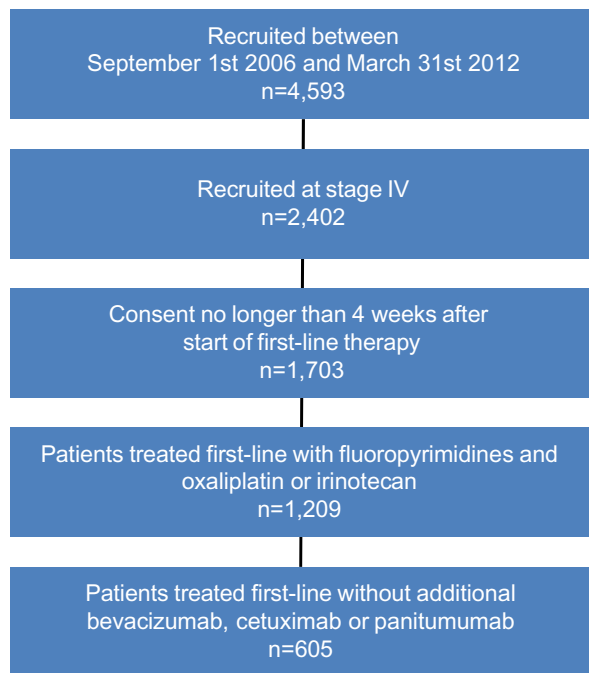 Recruited between
September 1st 2006 and March 31st 2012
n=4,593
Recruited at stage IV
n=2,402
Consent no longer than 4 weeks after
start of first-line therapy
n=1,703
Patients treated first-line with fluoropyrimidines and
oxaliplatin or irinotecan
n=1,209
Patients treated first-line without additional
bevacizumab, cetuximab or panitumumab
n=605